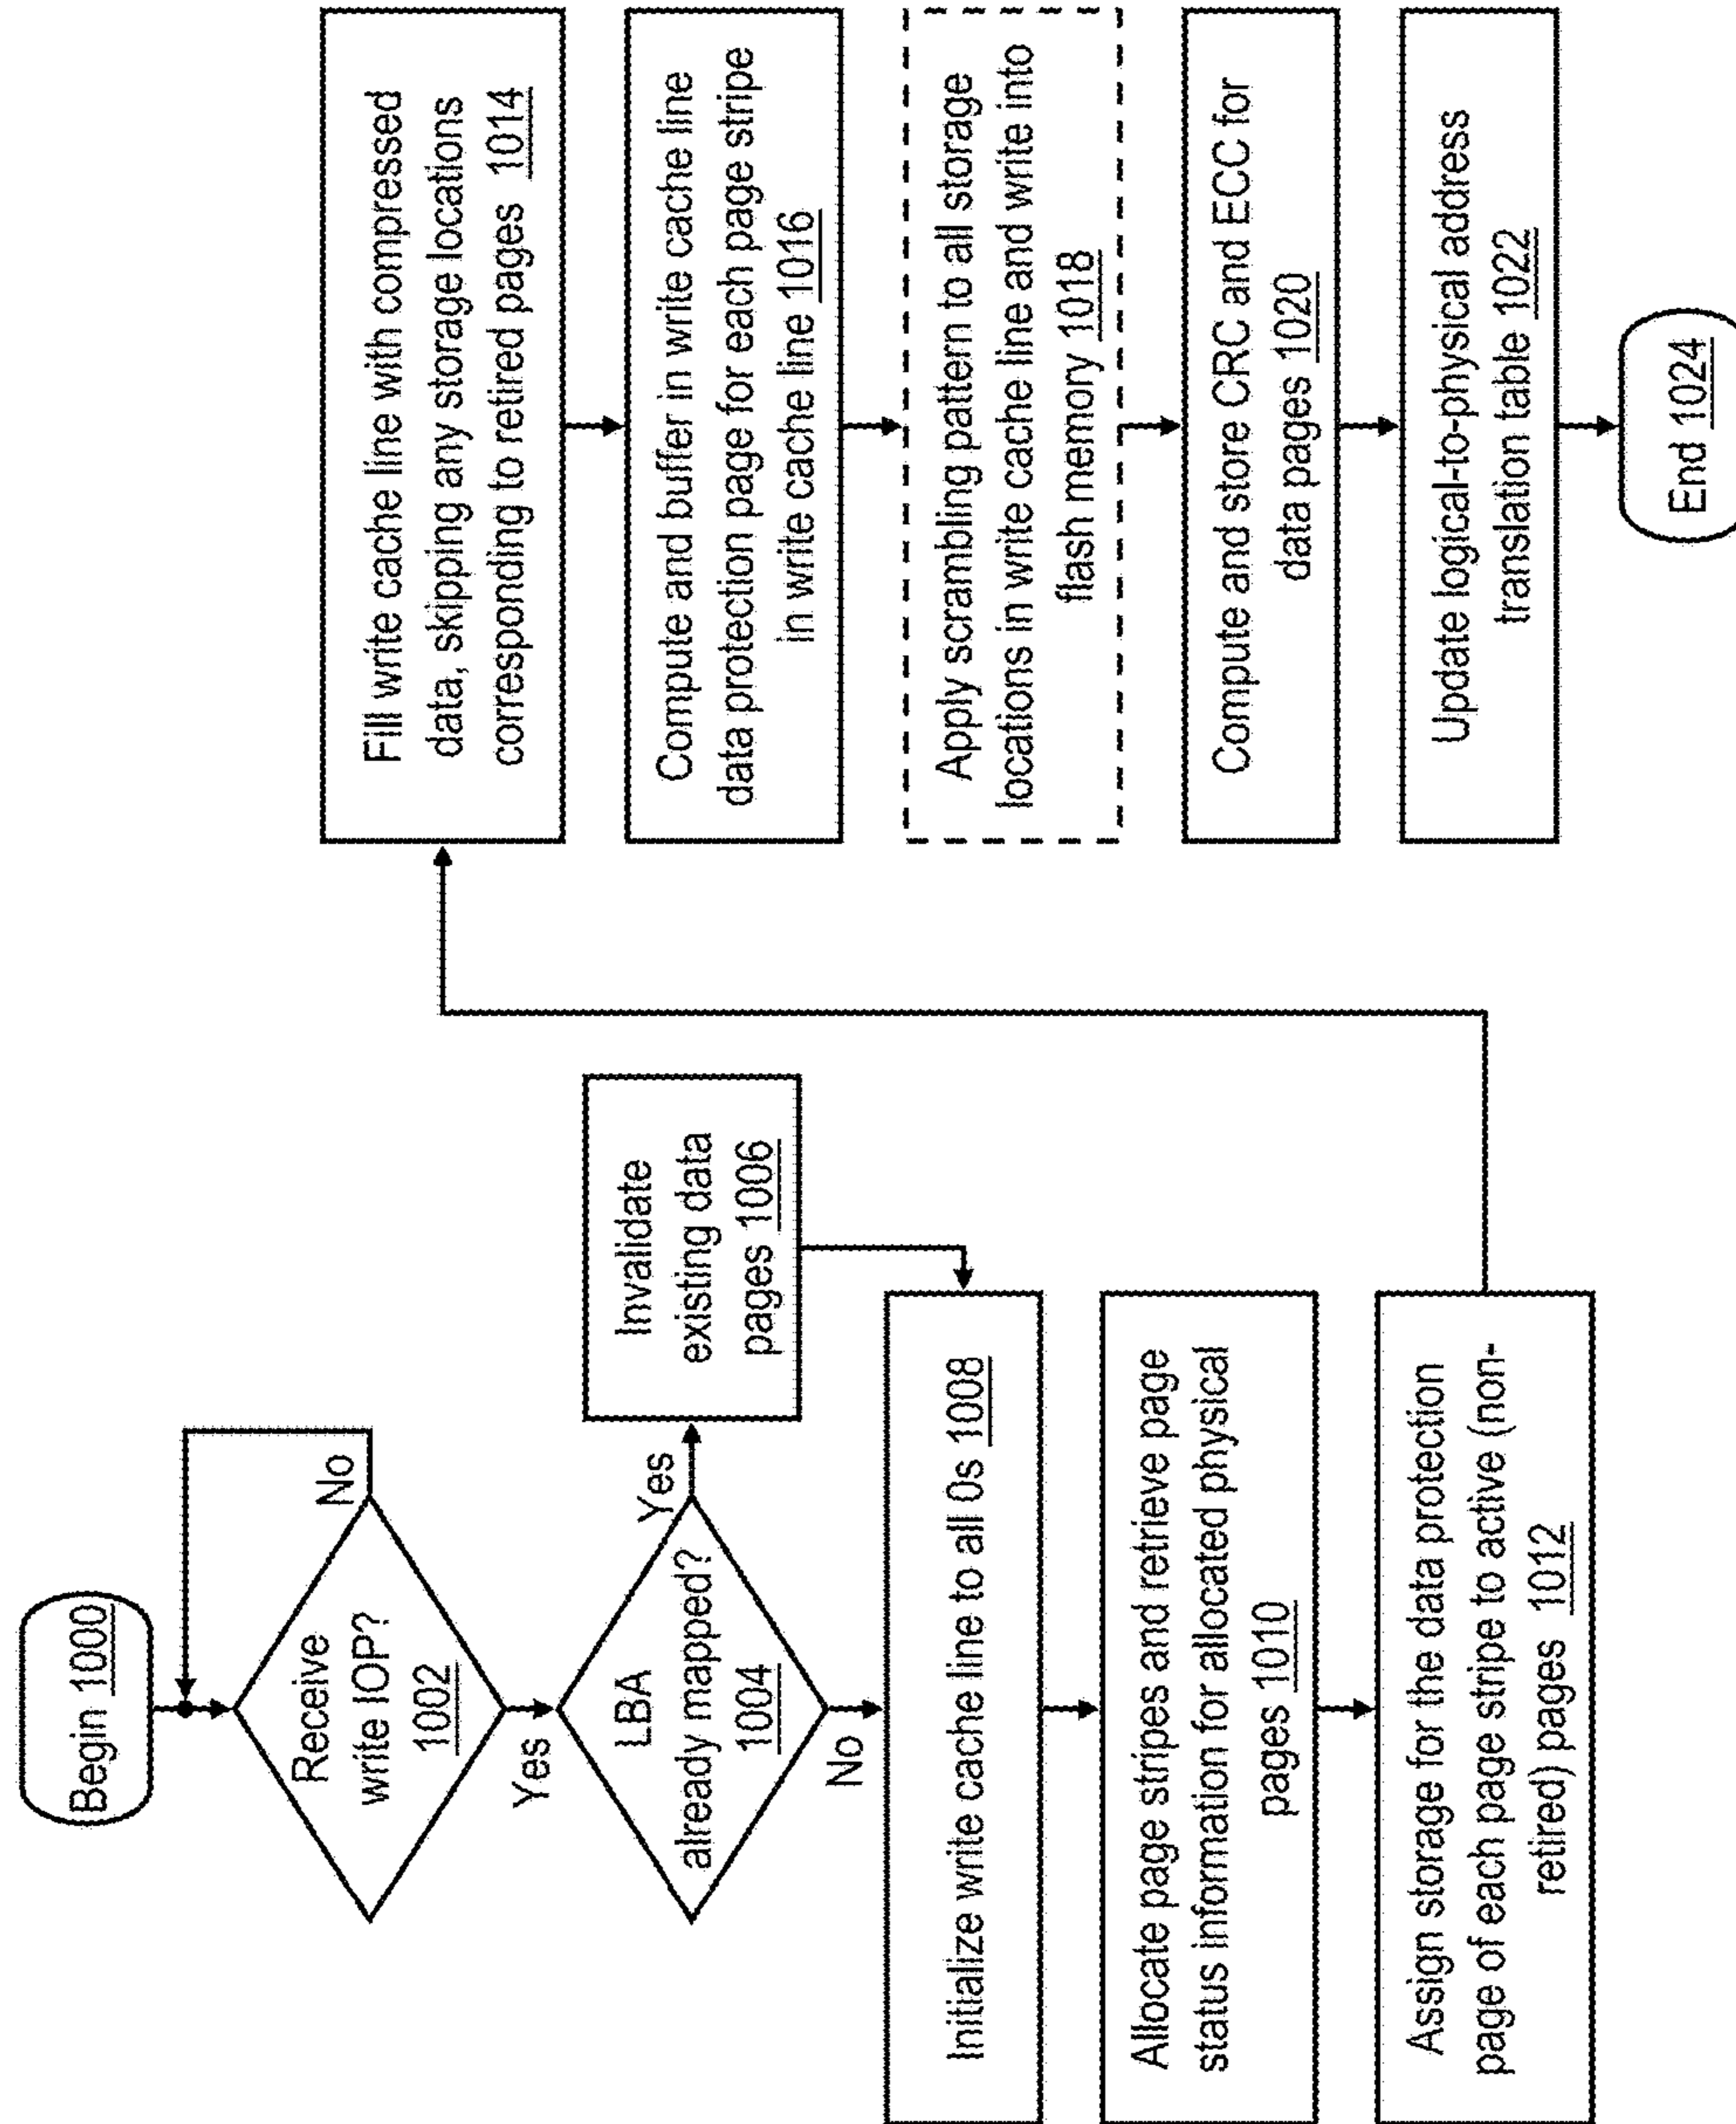 Begin 1000
No
Receive
write IOP?
1002
Yes
LBA
already mapped?
1004
Yes
No
Invalidate
existing data
pages 1006
Initialize write cache line to all 0s 1008
Allocate page stripes and retrieve page
status information for allocated physical
pages 1010
Assign storage for the data protection
page of each page stripe to active (non-
retired) pages 1012
Fill write cache line with compressed
data, skipping any storage locations
corresponding to retired pages 1014
Compute and buffer in write cache line
data protection page for each page stripe
in write cache line 1016
Apply scrambling pattern to all storage
locations in write cache line and write into
flash memory 1018
Compute and store CRC and ECC for
data pages 1020
Update logical-to-physical address
translation table 1022
End 1024